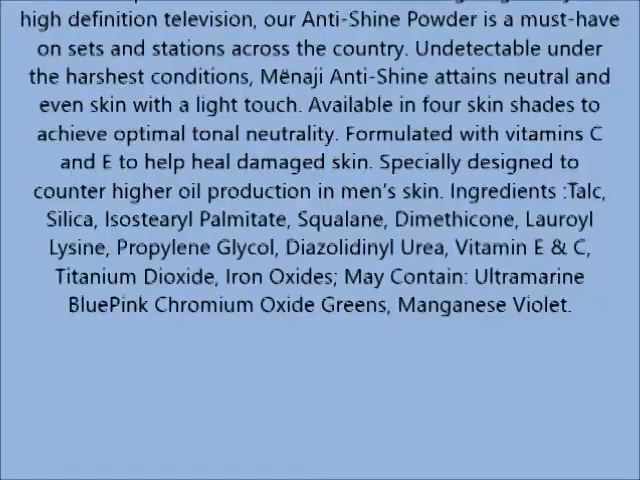 high definition television, our Anti-Shine Powder is a must-have
on sets and stations across the country. Undetectable under
the harshest conditions, Mënaji Anti-Shine attains neutral and
even skin with a light touch. Available in four skin shades to
achieve optimal tonal neutrality. Formulated with vitamins C
and E to help heal damaged skin. Specially designed to
counter higher oil production in men's skin. Ingredients :Talc,
Silica, Isostearyl Palmitate, Squalane, Dimethicone, Lauroyl
Lysine, Propylene Glycol, Diazolidinyl Urea, Vitamin E & C,
Titanium Dioxide, Iron Oxides; May Contain: Ultramarine
BluePink Chromium Oxide Greens, Manganese Violet.